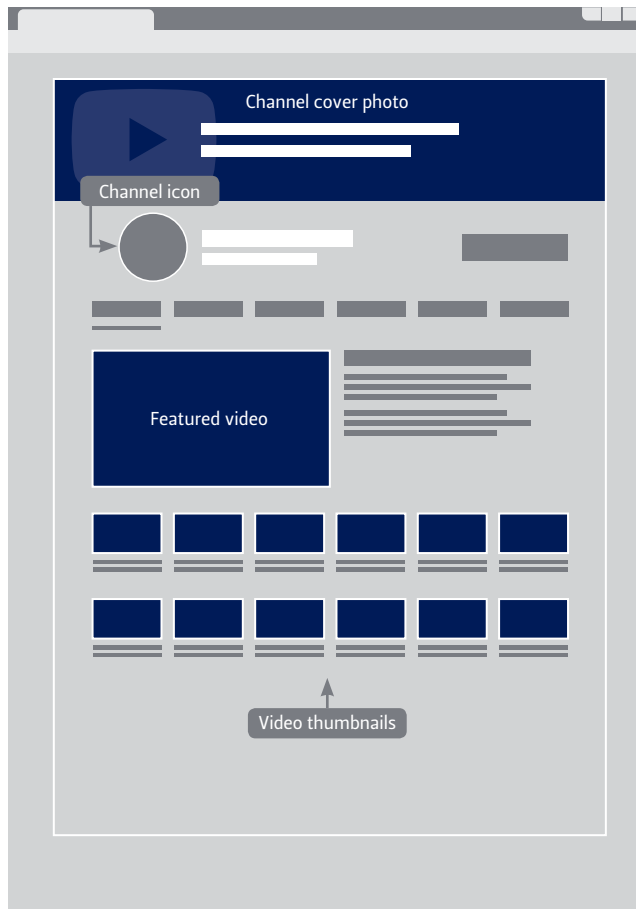 Channel cover photo
Channel icon
Featured video
Video thumbnails